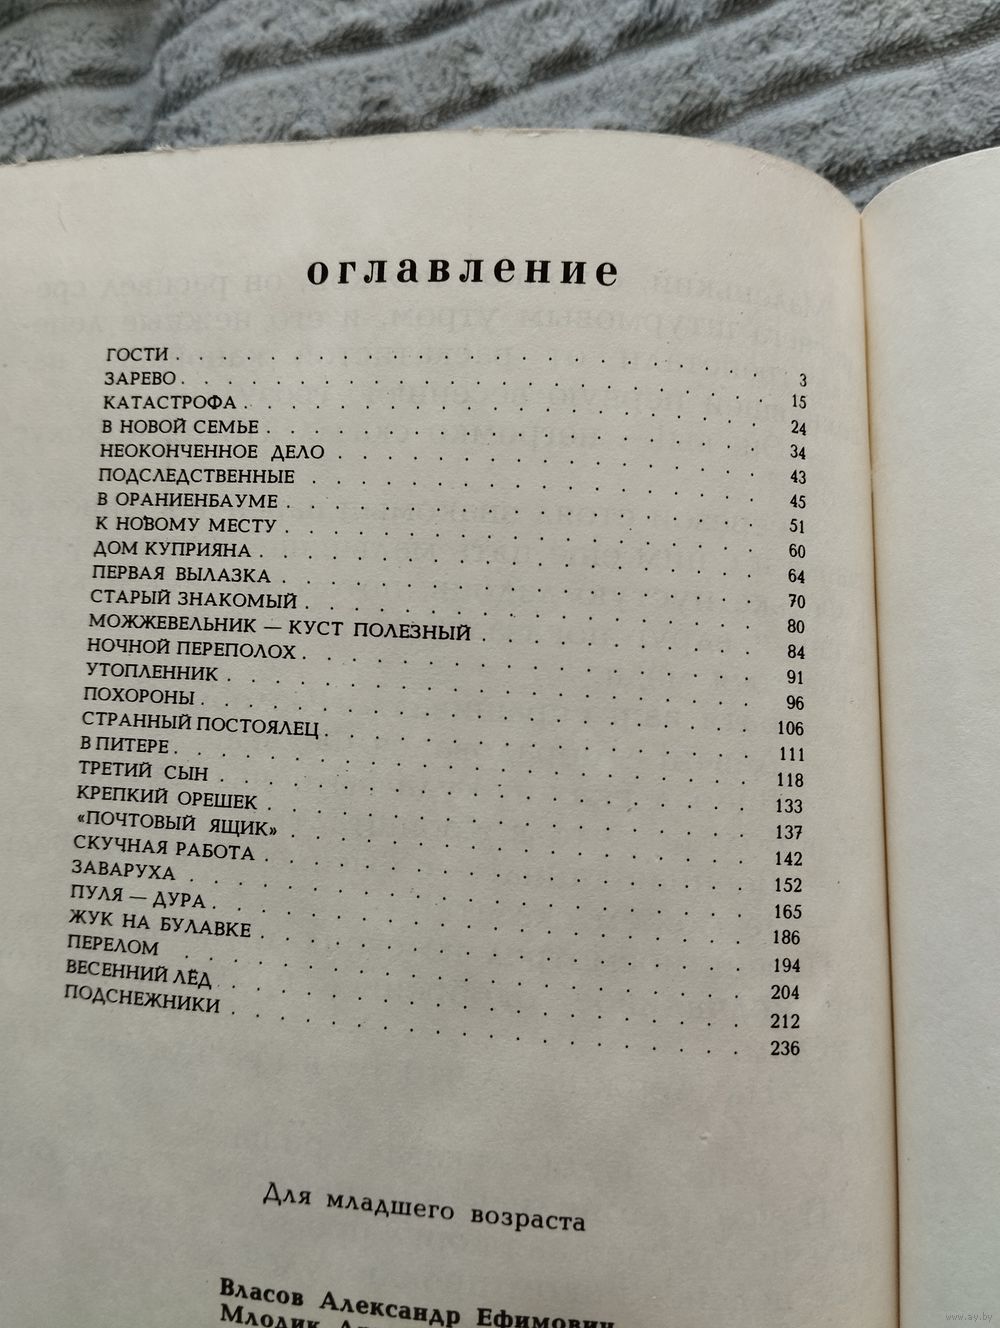 оглавление
ГОСТИ . . . 3
ЗАРЕВО . . . 15
КАТАСТРОФА . . . 24
В НОВОЙ СЕМЬЕ . . . 34
НЕОКОНЧЕННОЕ ДЕЛО . . . 43
ПОДСЛЕДСТВЕННЫЕ . . . 45
В ОРАНИЕНБАУМЕ . . . 51
К НОВОМУ МЕСТУ . . . 60
ДОМ КУПРИЯНА . . . 64
ПЕРВАЯ ВЫЛАЗКА . . . 70
СТАРЫЙ ЗНАКОМЫЙ . . . 80
МОЖЖЕВЕЛЬНИК — КУСТ ПОЛЕЗНЫЙ . . . 84
НОЧНОЙ ПЕРЕПОЛОХ . . . 91
УТОПЛЕННИК . . . 96
ПОХОРОНЫ . . . 106
СТРАННЫЙ ПОСТОЯЛЕЦ . . . 111
В ПИТЕРЕ . . . 118
ТРЕТИЙ СЫН . . . 133
КРЕПКИЙ ОРЕШЕК . . . 137
«ПОЧТОВЫЙ ЯЩИК» . . . 142
СКУЧНАЯ РАБОТА . . . 152
ЗАВАРУХА . . . 165
ПУЛЯ — ДУРА . . . 186
ЖУК НА БУЛАВКЕ . . . 194
ПЕРЕЛОМ . . . 204
ВЕСЕННИЙ ЛЁД . . . 212
ПОДСНЕЖНИКИ . . . 236
Для младшего возраста
Власов Александр Ефимович
Млодик
www.ay.by